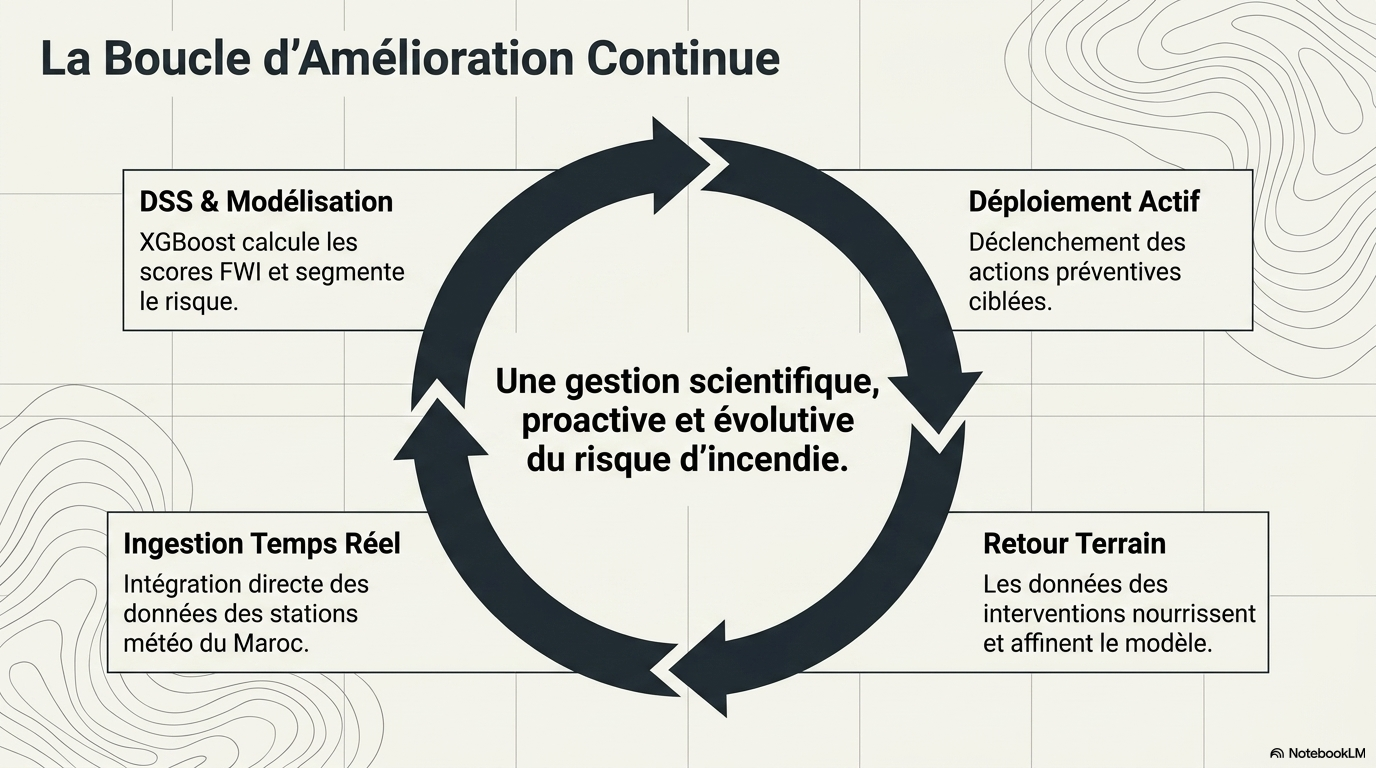 La Boucle d’Amélioration Continue
DSS & Modélisation
XGBoost calcule les
scores FWI et segmente
le risque.
Déploiement Actif
Déclenchement des
actions préventives
ciblées.
Une gestion scientifique,
proactive et évolutive
du risque d’incendie.
Ingestion Temps Réel
Intégration directe des
données des stations
météo du Maroc.
Retour Terrain
Les données des
interventions nourrissent
et affinent le modèle.
NotebookLM